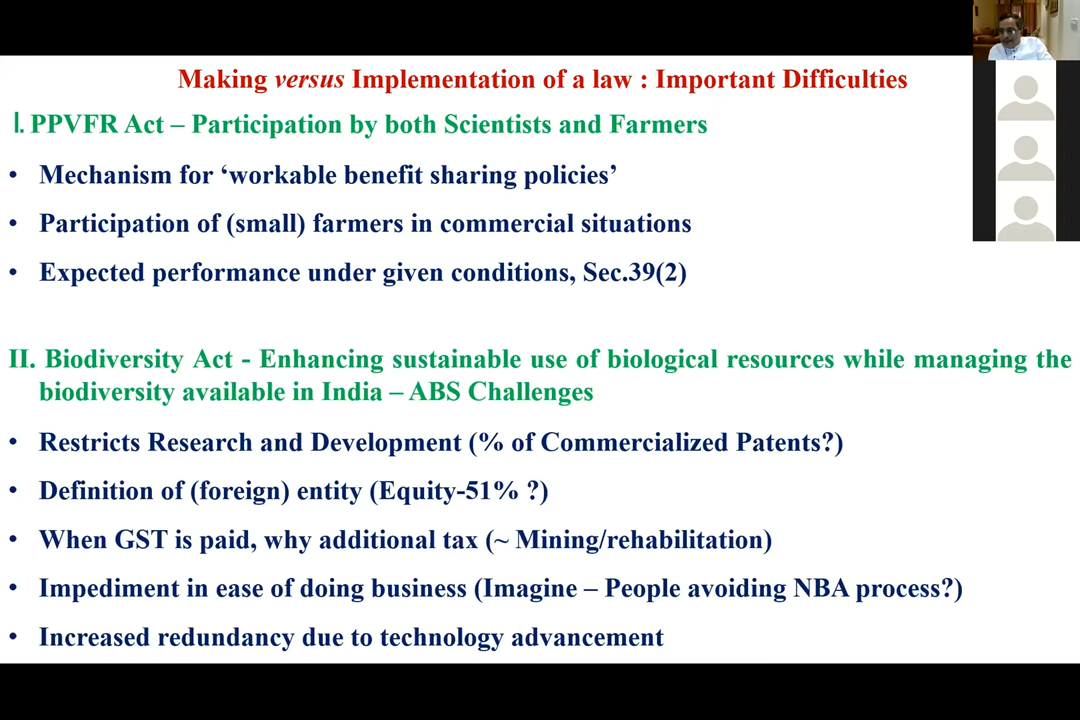 Making versus Implementation of a law : Important Difficulties
I. PPVFR Act – Participation by both Scientists and Farmers
• Mechanism for ‘workable benefit sharing policies’
• Participation of (small) farmers in commercial situations
• Expected performance under given conditions, Sec.39(2)
II. Biodiversity Act - Enhancing sustainable use of biological resources while managing the
biodiversity available in India – ABS Challenges
• Restricts Research and Development (% of Commercialized Patents?)
• Definition of (foreign) entity (Equity-51% ?)
• When GST is paid, why additional tax (~ Mining/rehabilitation)
• Impediment in ease of doing business (Imagine – People avoiding NBA process?)
• Increased redundancy due to technology advancement